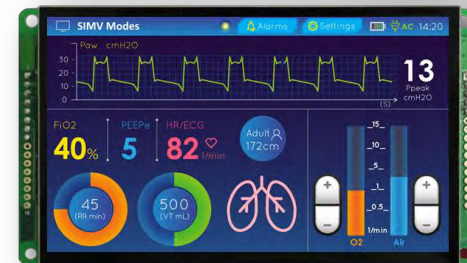 SIMV Modes
Alarms
Settings
AC 14:20
Paw cmH2O
30
20
10
0
(S)
13
Ppeak
cmH2O
FiO2
40%
PEEPe
5
HR/ECG
82 1/min
Adult
172cm
45
(RR min)
500
(VT mL)
15
10
5
1
0.5
1/min
O2
Air
+
−
+
−